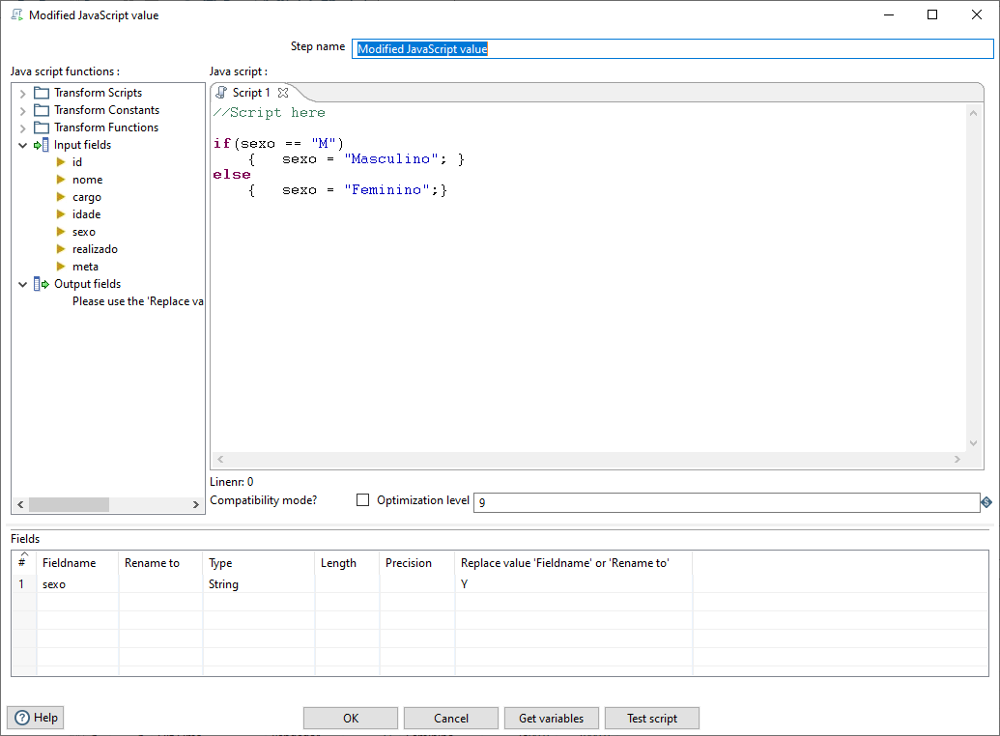 Modified JavaScript value
Step name Modified JavaScript value
Java script functions :
Transform Scripts
Transform Constants
Transform Functions
Input fields
id
nome
cargo
idade
sexo
realizado
meta
Output fields
Please use the 'Replace va
Java script :
Script 1
//Script here
if(sexo == "M")
{ sexo = "Masculino"; }
else
{ sexo = "Feminino";}
Linenr: 0
Compatibility mode? Optimization level 9
Fields
# Fieldname Rename to Type Length Precision Replace value 'Fieldname' or 'Rename to'
1 sexo String Y
Help OK Cancel Get variables Test script